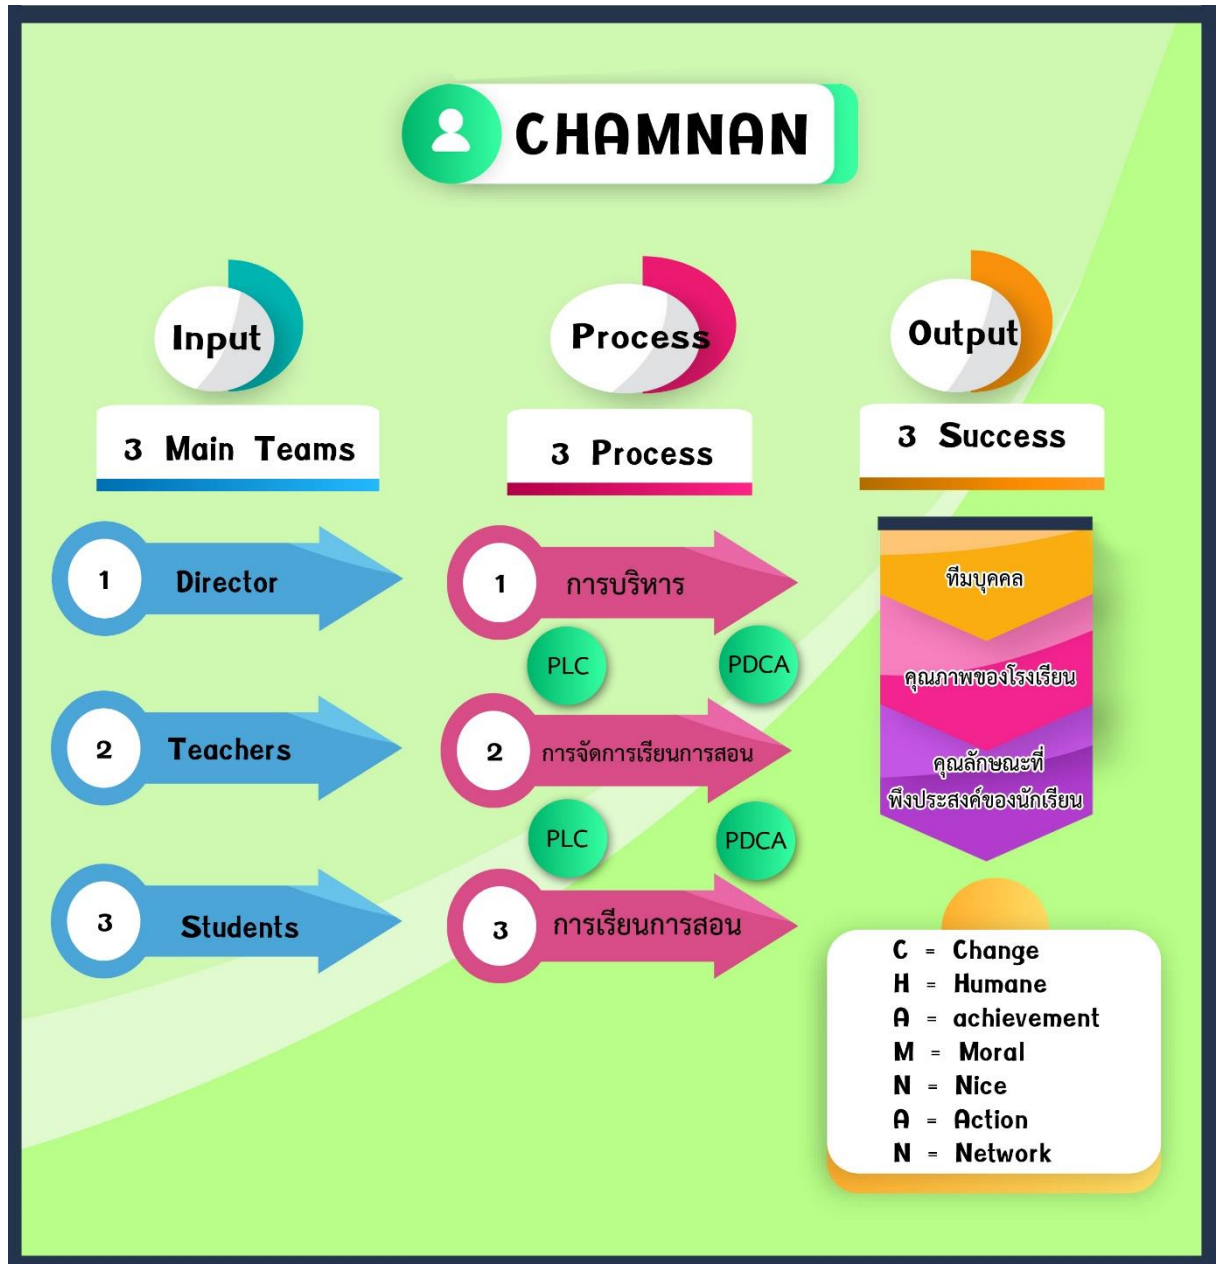 CHAMNAN
Input
3 Main Teams
1 Director
2 Teachers
3 Students
Process
3 Process
1 การบริหาร
PLC PDCA
2 การจัดการเรียนการสอน
PLC PDCA
3 การเรียนการสอน
Output
3 Success
ทีมบุคคล
คุณภาพของโรงเรียน
คุณลักษณะที่
พึงประสงค์ของนักเรียน
C = Change
H = Humane
A = achievement
M = Moral
N = Nice
A = Action
N = Network